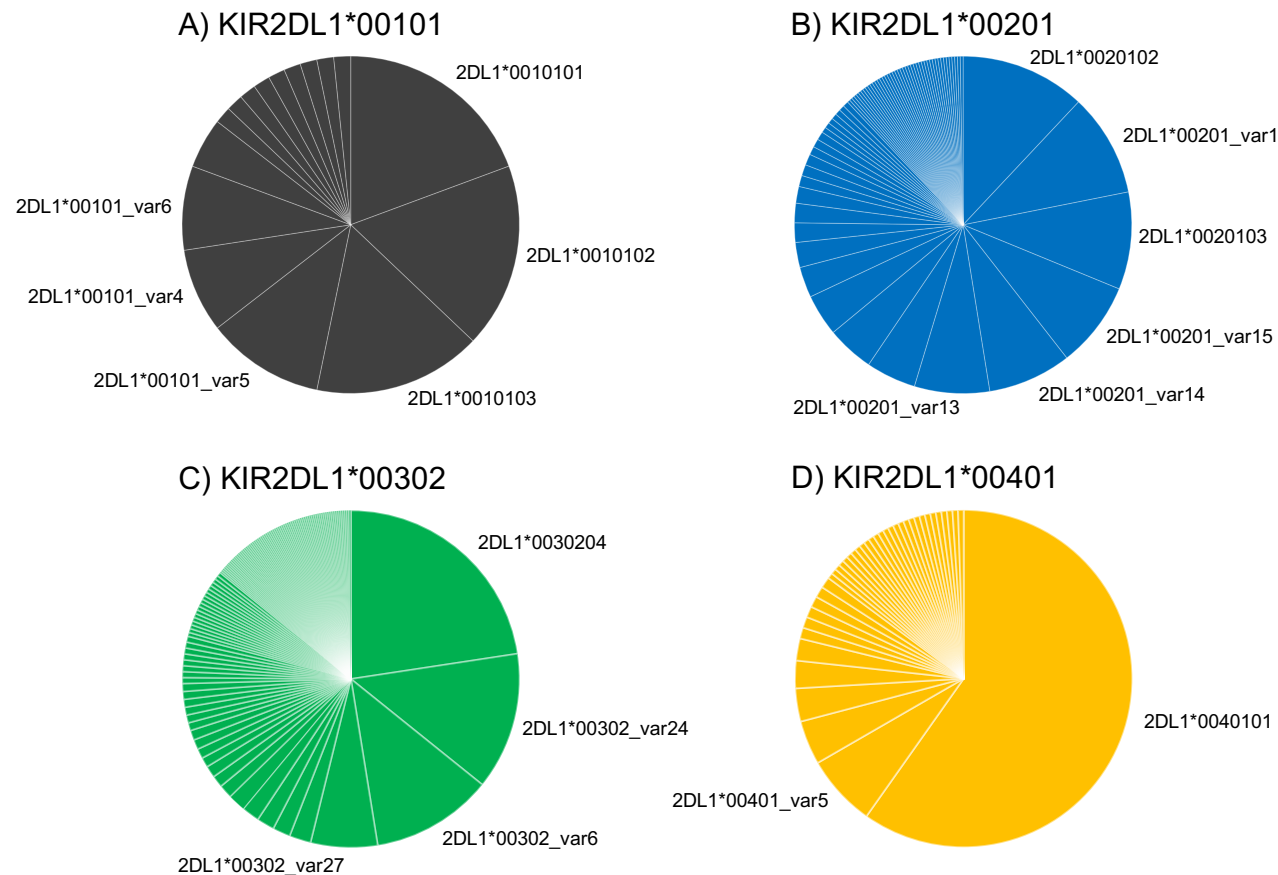 A) KIR2DL1*00101
2DL1*0010101
2DL1*0010102
2DL1*0010103
2DL1*00101_var5
2DL1*00101_var4
2DL1*00101_var6
B) KIR2DL1*00201
2DL1*0020102
2DL1*00201_var1
2DL1*0020103
2DL1*00201_var15
2DL1*00201_var14
2DL1*00201_var13
C) KIR2DL1*00302
2DL1*0030204
2DL1*00302_var24
2DL1*00302_var6
2DL1*00302_var27
D) KIR2DL1*00401
2DL1*0040101
2DL1*00401_var5